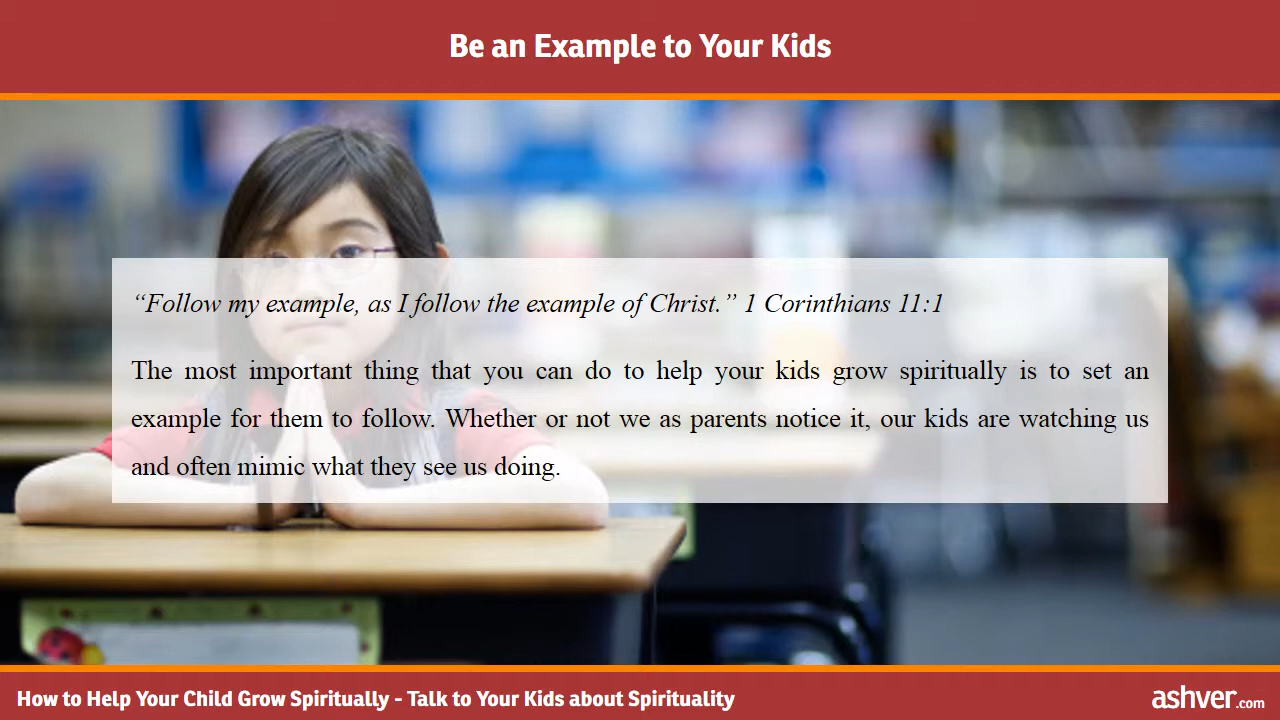 Be an Example to Your Kids
“Follow my example, as I follow the example of Christ.” 1 Corinthians 11:1
The most important thing that you can do to help your kids grow spiritually is to set an
example for them to follow. Whether or not we as parents notice it, our kids are watching us
and often mimic what they see us doing.
How to Help Your Child Grow Spiritually - Talk to Your Kids about Spirituality
ashver.com